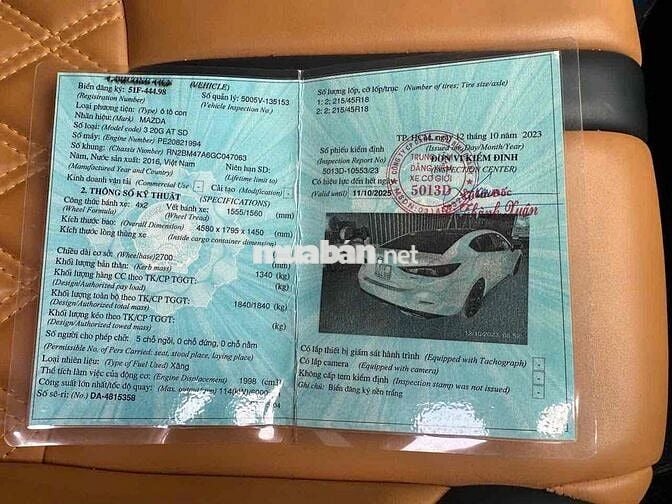 (VEHICLE)
Biển đăng ký: 51F-444.98 Số quản lý: 5005V-135153
(Registration Number) (Vehicle Inspection No.)
Loại phương tiện: (Type) ô tô con
Nhãn hiệu: (Mark) MAZDA
Số loại: (Model code) 3 20G AT SD
Số máy: (Engine Number) PE20821994
Số khung: (Chassis Number) RN2BM47A6GC047063
Năm, Nước sản xuất: 2016, Việt Nam Niên hạn SD:
(Manufactured Year and Country) (Lifetime limit to)
Kinh doanh vận tải (Commercial Use) - Cải tạo (Modification) -
2. THÔNG SỐ KỸ THUẬT (SPECIFICATIONS)
Công thức bánh xe: 4x2 Vết bánh xe: 1555/1560 (mm)
(Wheel Formula) (Wheel Tread)
Kích thước bao: (Overall Dimension) 4580 x 1795 x 1450 (mm)
Kích thước lòng thùng xe (mm)
(Inside cargo container dimension)
Chiều dài cơ sở: (Wheelbase) 2700 (mm)
Khối lượng bản thân: (Kerb mass) 1340 (kg)
Khối lượng hàng CC theo TK/CP TGGT: (kg)
(Design/Authorized pay load)
Khối lượng toàn bộ theo TK/CP TGGT: 1840/1840 (kg)
(Design/Authorized total mass)
Khối lượng kéo theo TK/CP TGGT: (kg)
(Design/Authorized towed mass)
Số người cho phép chở: 5 chỗ ngồi, 0 chỗ đứng, 0 chỗ nằm
(Permissible No. of Pers Carried: seat, stood place, laying place)
Loại nhiên liệu: (Type of Fuel Used) Xăng
Thể tích làm việc của động cơ: (Engine Displacement) 1998 (cm3)
Công suất lớn nhất/tốc độ quay: (Max. output/rpm) 114(kW)/6000
Số sê-ri: (No.) DA-4815358
Số lượng lốp, cỡ lốp/trục (Number of tires; Tire size/axle)
1: 2; 215/45R18
2: 2; 215/45R18
TP. HCM, ngày 12 tháng 10 năm 2023
Số phiếu kiểm định (Issued on: Day/Month/Year)
(Inspection Report No) ĐƠN VỊ KIỂM ĐỊNH
5013D-10553/23 (INSPECTION CENTER)
Có hiệu lực đến hết ngày
(Valid until) 11/10/2025
TRUNG TÂM
ĐĂNG KIỂM
XE CƠ GIỚI
5013D
muaban.net
Có lắp thiết bị giám sát hành trình (Equipped with Tachograph) -
Có lắp camera (Equipped with camera) -
Không cấp tem kiểm định (Inspection stamp was not issued) -
Ghi chú: Biển đăng ký nền trắng